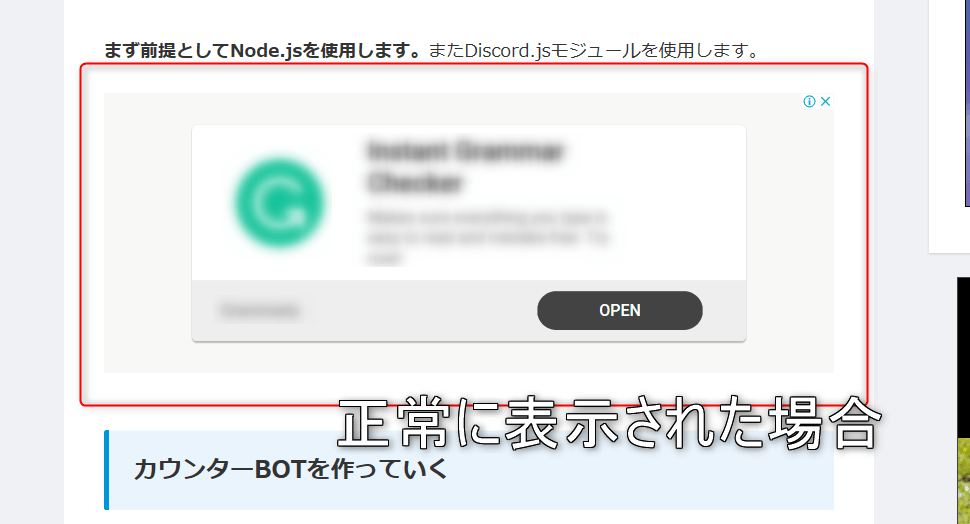 まず前提としてNode.jsを使用します。またDiscord.jsモジュールを使用します。
Instant Grammar
Checker
OPEN
正常に表示された場合
カウンターBOTを作っていく